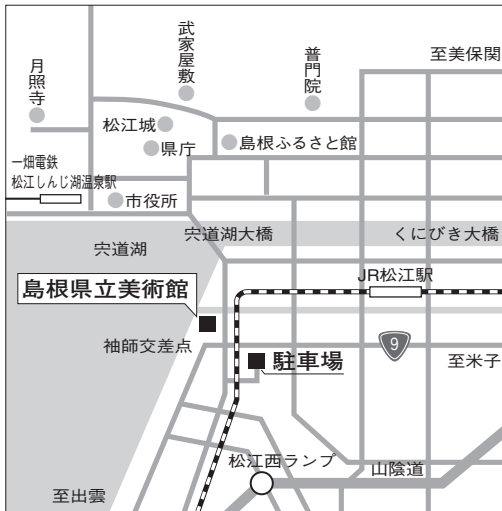 武家屋敷
普門院
至美保関
月照寺
松江城
県庁
島根ふるさと館
一畑電鉄
松江しんじ湖温泉駅
市役所
宍道湖
宍道湖大橋
くにびき大橋
JR松江駅
島根県立美術館
9
袖師交差点
駐車場
至米子
松江西ランプ
山陰道
至出雲